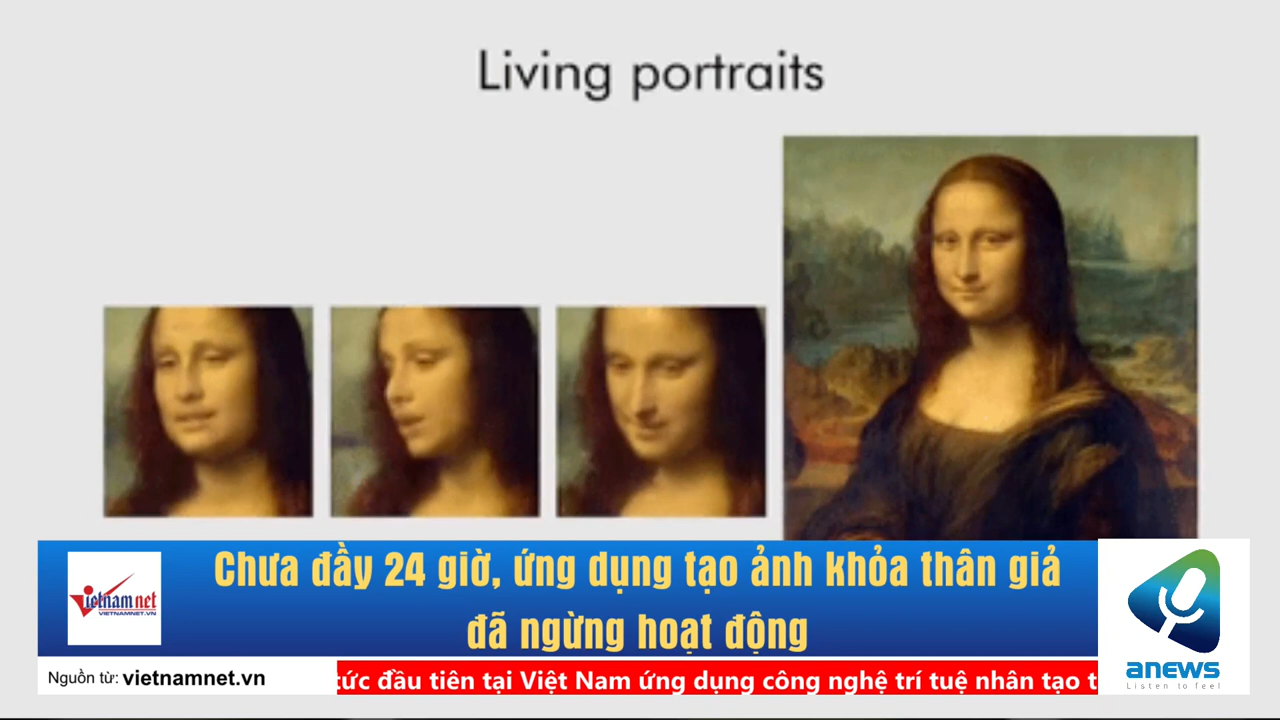 Living portraits
Chưa đầy 24 giờ, ứng dụng tạo ảnh khỏa thân giả
đã ngừng hoạt động
Vietnamnet
VIETNAMNET.VN
anews
Listen to feel
Nguồn từ: vietnamnet.vn
tức đầu tiên tại Việt Nam ứng dụng công nghệ trí tuệ nhân tạo t